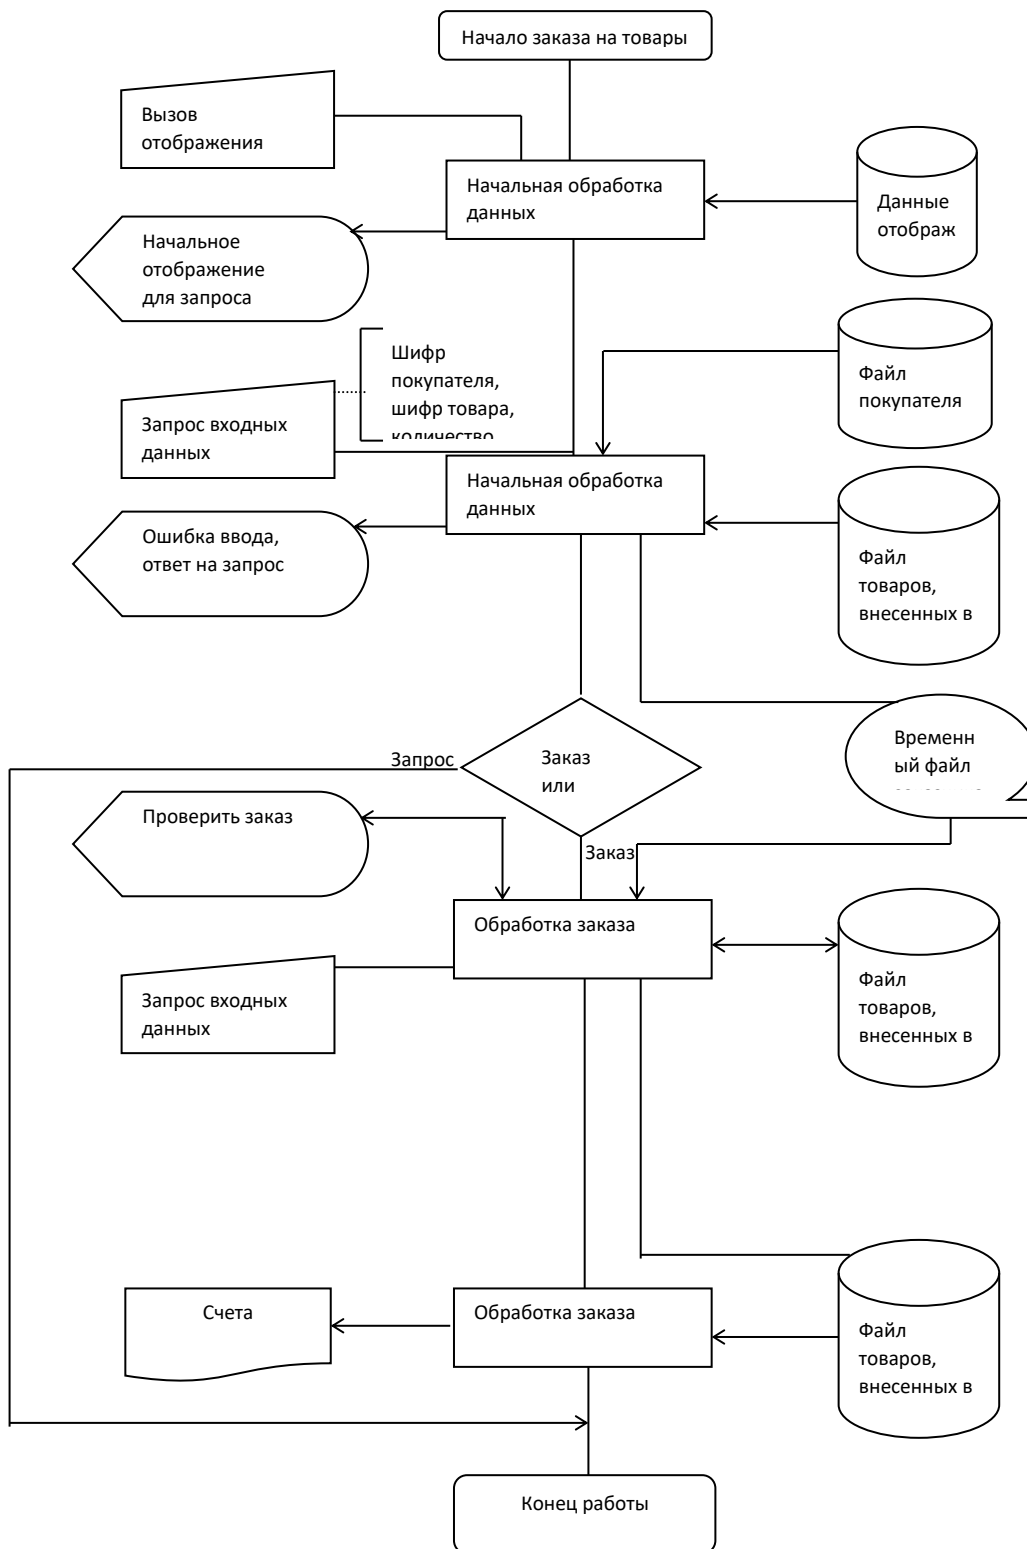 Начало заказа на товары
Вызов
отображения
Начальная обработка
данных
Данные
отображ
Начальное
отображение
для запроса
Шифр
покупателя,
шифр товара,
количество
Файл
покупателя
Запрос входных
данных
Начальная обработка
данных
Ошибка ввода,
ответ на запрос
Файл
товаров,
внесенных в
Запрос
Заказ
или
Временн
ый файл
Проверить заказ
Заказ
Обработка заказа
Запрос входных
данных
Файл
товаров,
внесенных в
Счета
Обработка заказа
Файл
товаров,
внесенных в
Конец работы